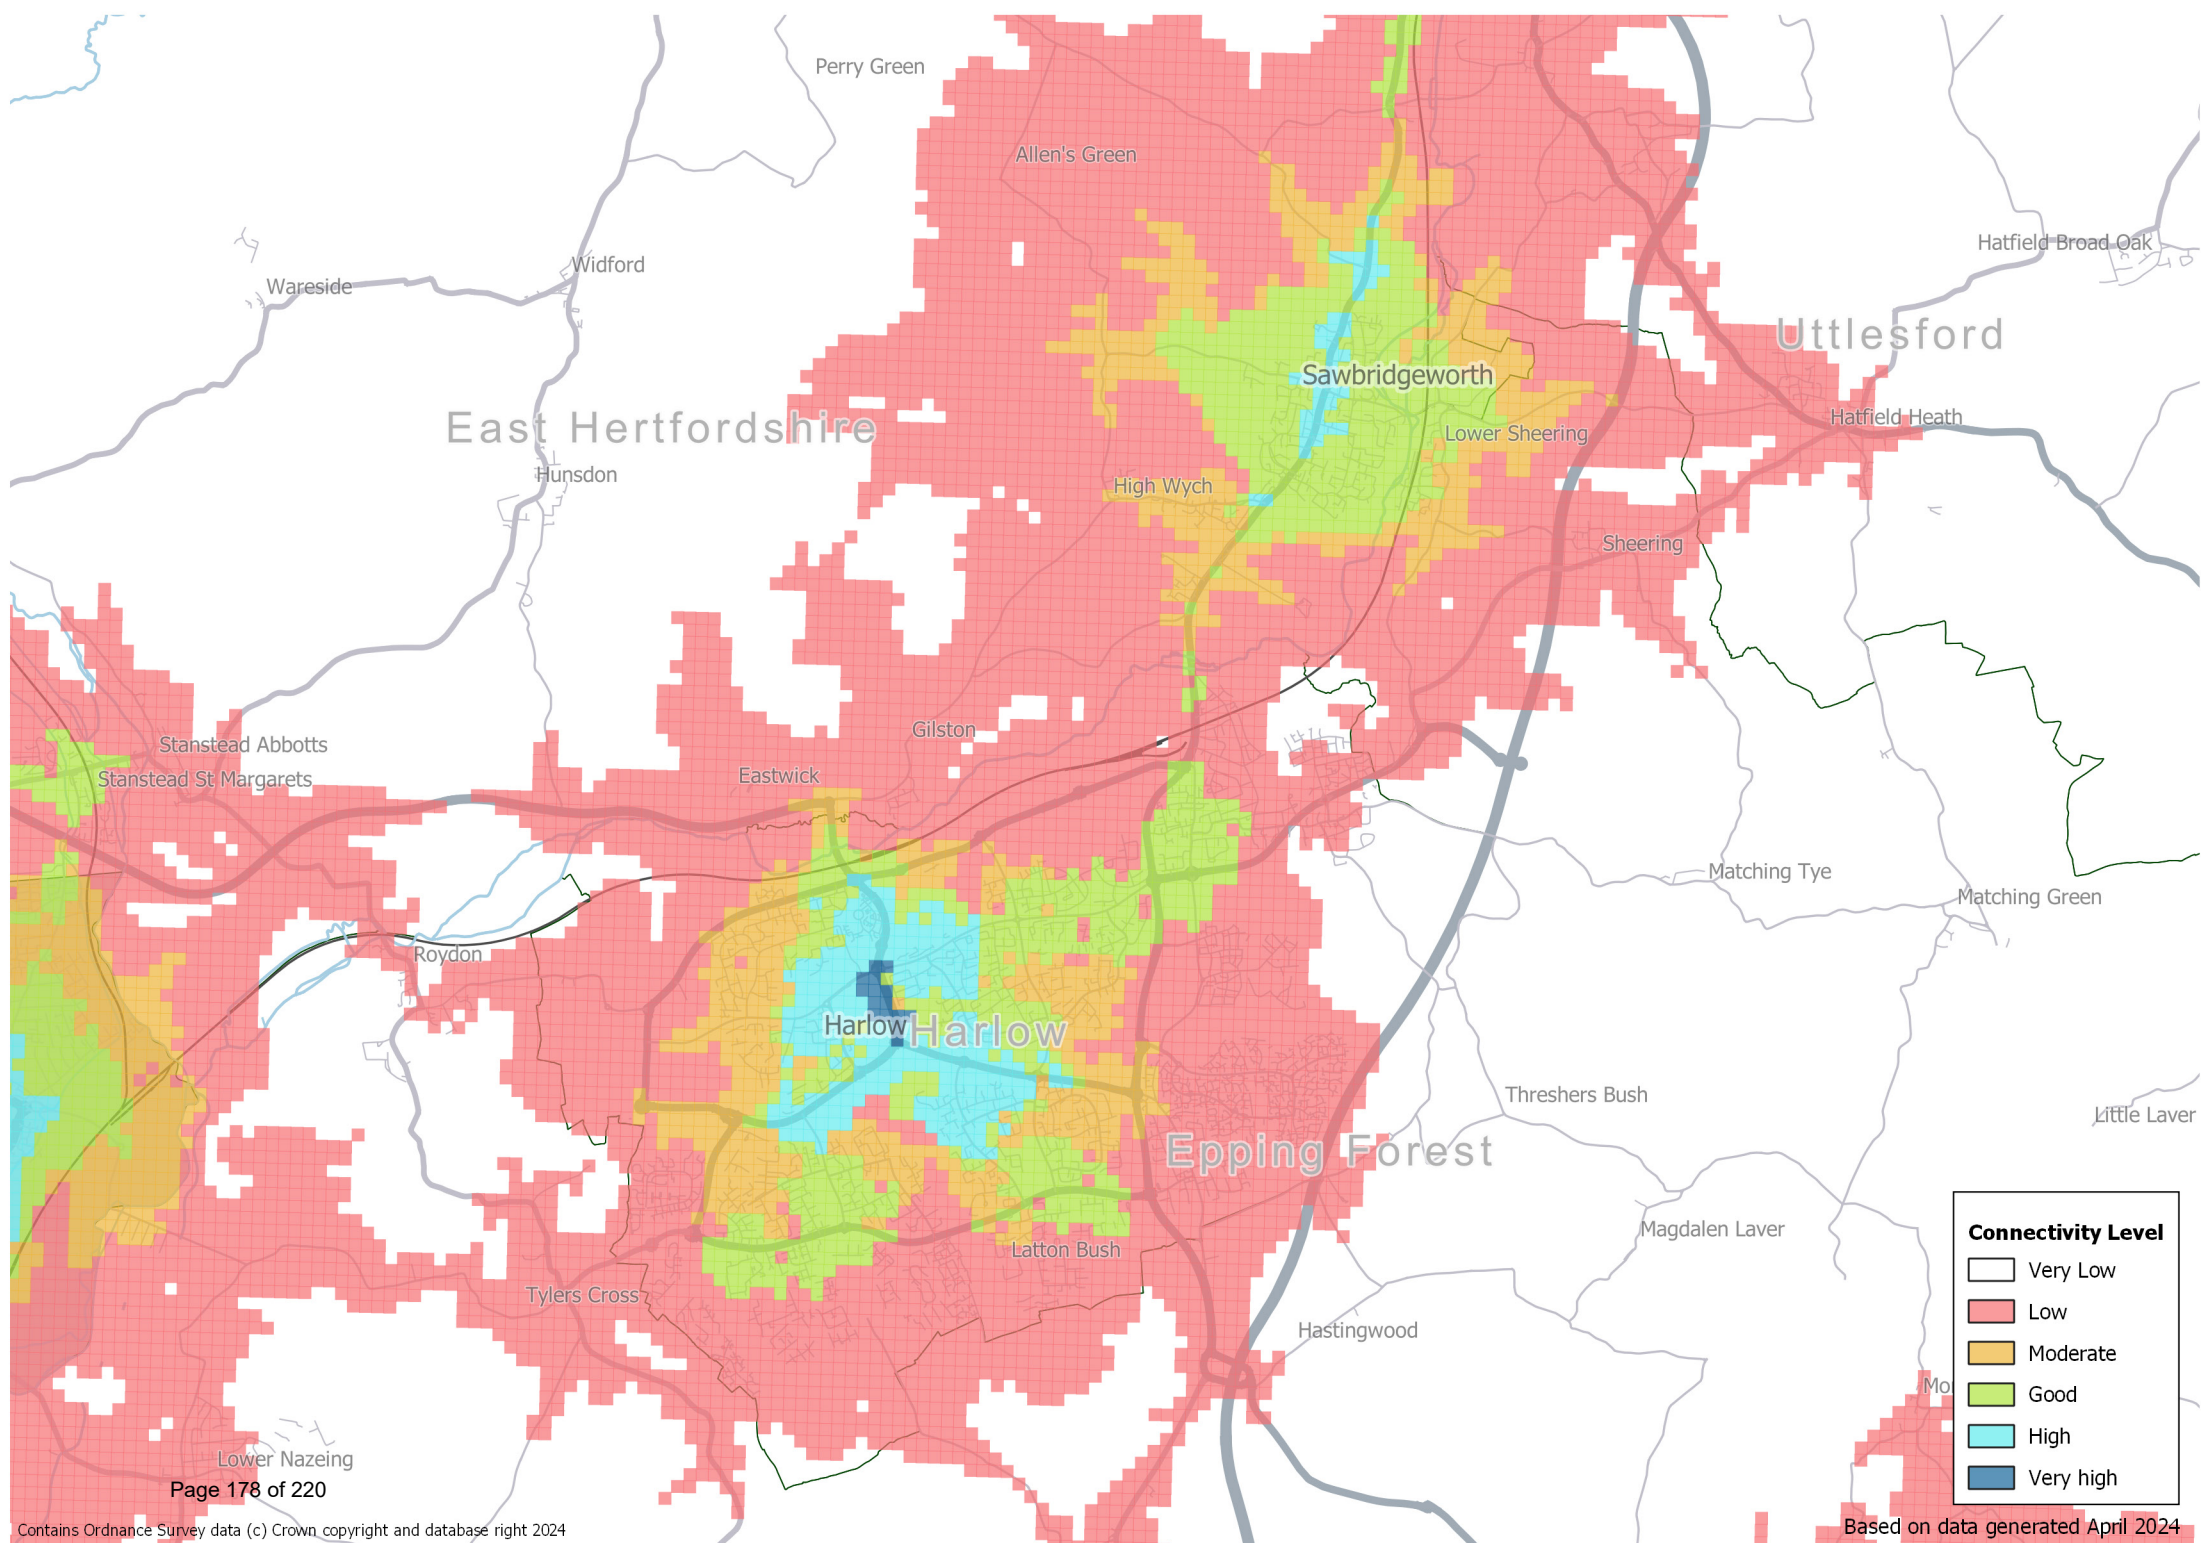 Perry Green
Allen's Green
Hatfield Broad Oak
Widford
Wareside
Uttlesford
Sawbridgeworth
East Hertfordshire
Hatfield Heath
Lower Sheering
Hunsdon
High Wych
Sheering
Gilston
Stanstead Abbotts
Stanstead St Margarets
Eastwick
Matching Tye
Matching Green
Roydon
Harlow
Harlow
Threshers Bush
Little Laver
Epping Forest
Magdalen Laver
Latton Bush
Tylers Cross
Hastingwood
Lower Nazeing
Connectivity Level
Very Low
Low
Moderate
Good
High
Very high
Page 178 of 220
Contains Ordnance Survey data (c) Crown copyright and database right 2024
Based on data generated April 2024